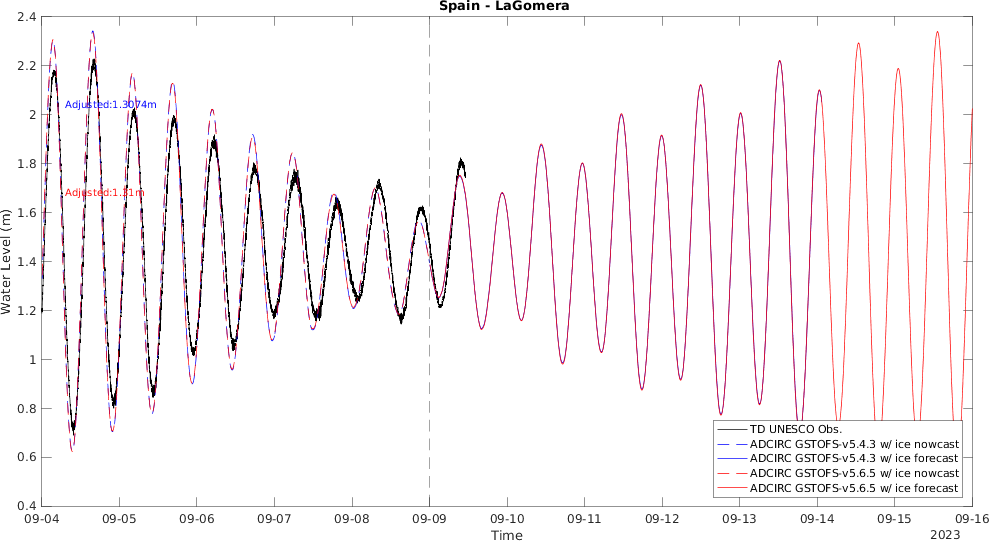 Spain - LaGomera
2.4
2.2
2
1.8
1.6
1.4
1.2
1
0.8
0.6
0.4
Water Level (m)
Adjusted:1.3074m
Adjusted:1.31m
TD UNESCO Obs.
ADCIRC GSTOFS-v5.4.3 w/ ice nowcast
ADCIRC GSTOFS-v5.4.3 w/ ice forecast
ADCIRC GSTOFS-v5.6.5 w/ ice nowcast
ADCIRC GSTOFS-v5.6.5 w/ ice forecast
09-04 09-05 09-06 09-07 09-08 09-09 09-10 09-11 09-12 09-13 09-14 09-15 09-16
Time
2023